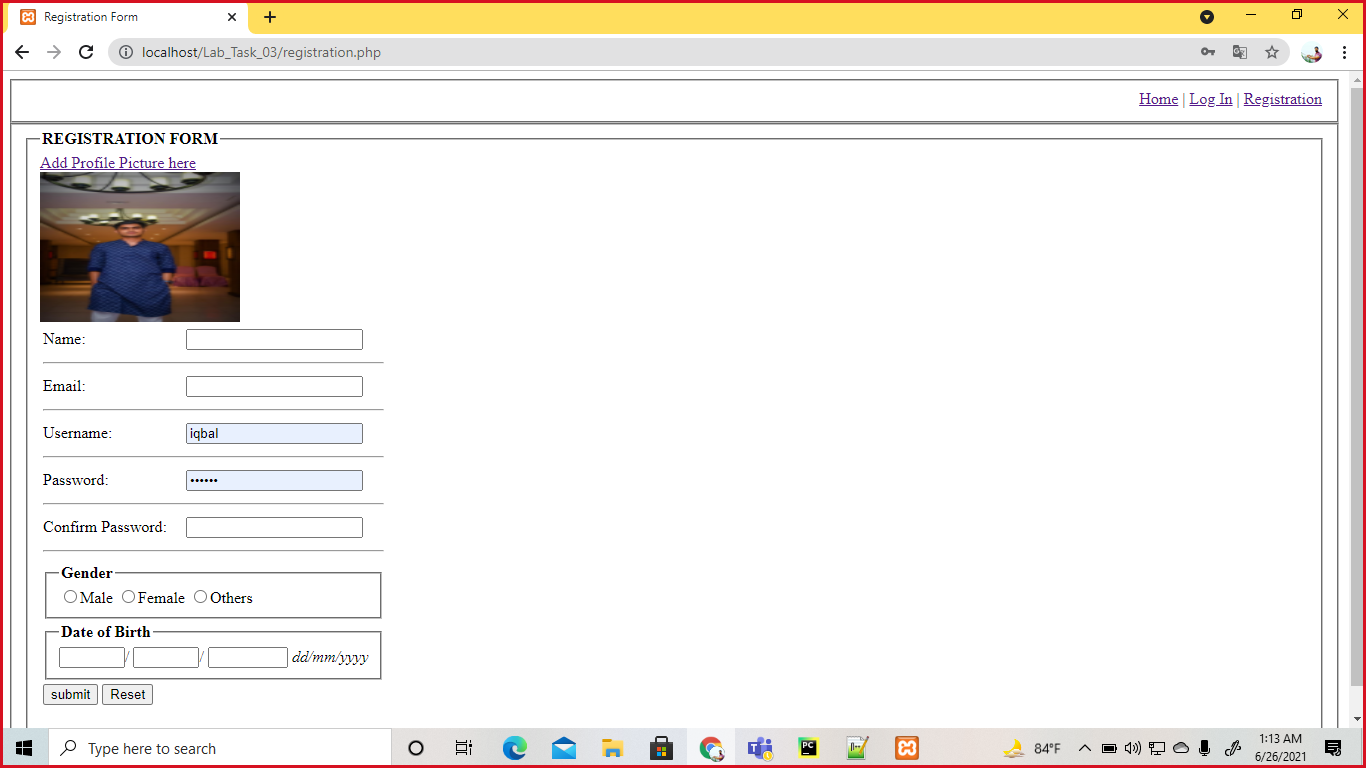 Registration Form
localhost/Lab_Task_03/registration.php
Home | Log In | Registration
REGISTRATION FORM
Add Profile Picture here
Name:
Email:
Username: iqbal
Password: ••••••
Confirm Password:
Gender
Male Female Others
Date of Birth
/ / dd/mm/yyyy
submit Reset
Type here to search
84°F
1:13 AM
6/26/2021